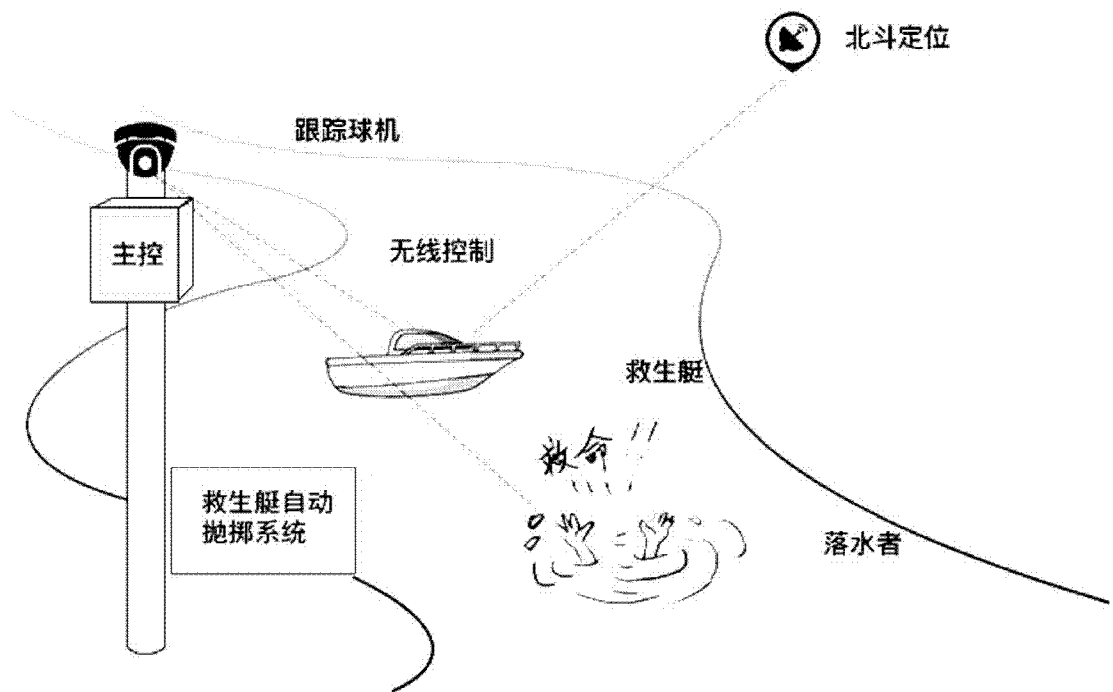 北斗定位
跟踪球机
主控
无线控制
救生艇
救命
救生艇自动
抛掷系统
落水者